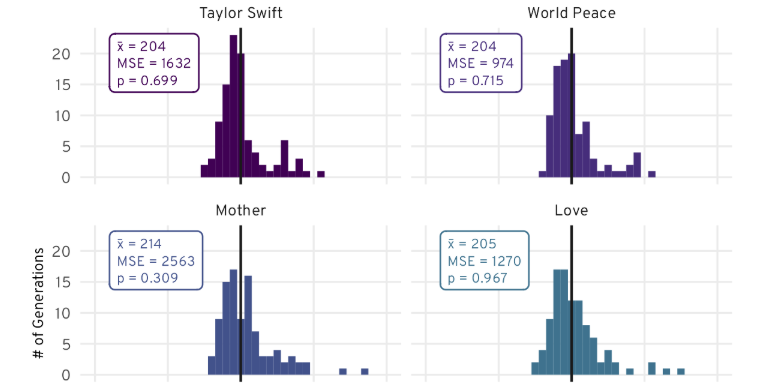 Taylor Swift
World Peace
x̄ = 204
MSE = 1632
p = 0.699
x̄ = 204
MSE = 974
p = 0.715
20
15
10
5
0
Mother
Love
x̄ = 214
MSE = 2563
p = 0.309
x̄ = 205
MSE = 1270
p = 0.967
20
15
10
5
0
# of Generations